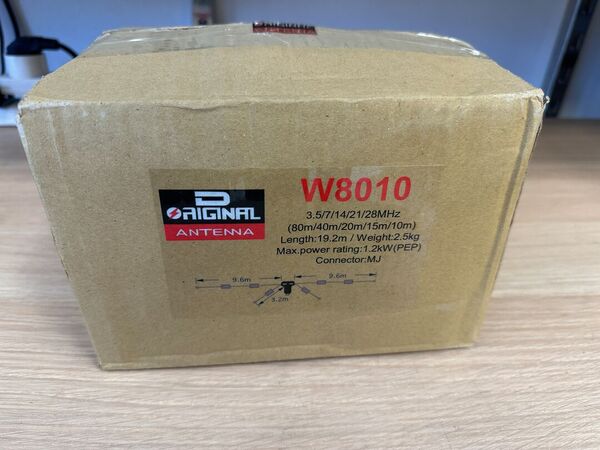 D
ORIGINAL
ANTENNA
W8010
3.5/7/14/21/28MHz
(80m/40m/20m/15m/10m)
Length:19.2m / Weight:2.5kg
Max.power rating:1.2kW(PEP)
Connector:MJ
9.6m 9.6m
3.2m